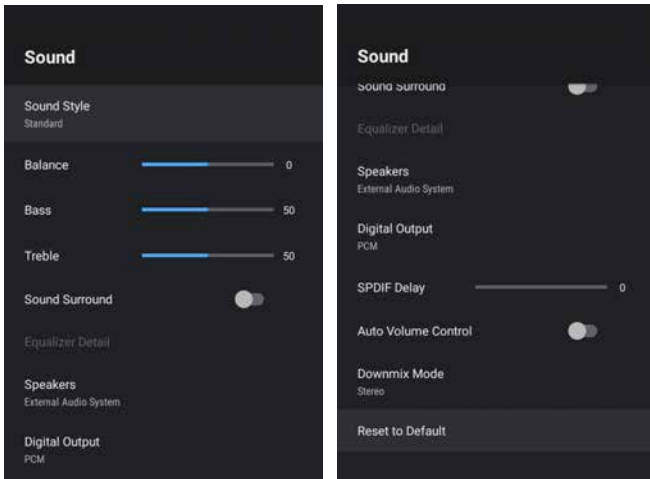 Sound
Sound Style
Standard
Balance 0
Bass 50
Treble 50
Sound Surround
Equalizer Detail
Speakers
External Audio System
Digital Output
PCM
Sound
Sound Surround
Equalizer Detail
Speakers
External Audio System
Digital Output
PCM
SPDIF Delay 0
Auto Volume Control
Downmix Mode
Stereo
Reset to Default